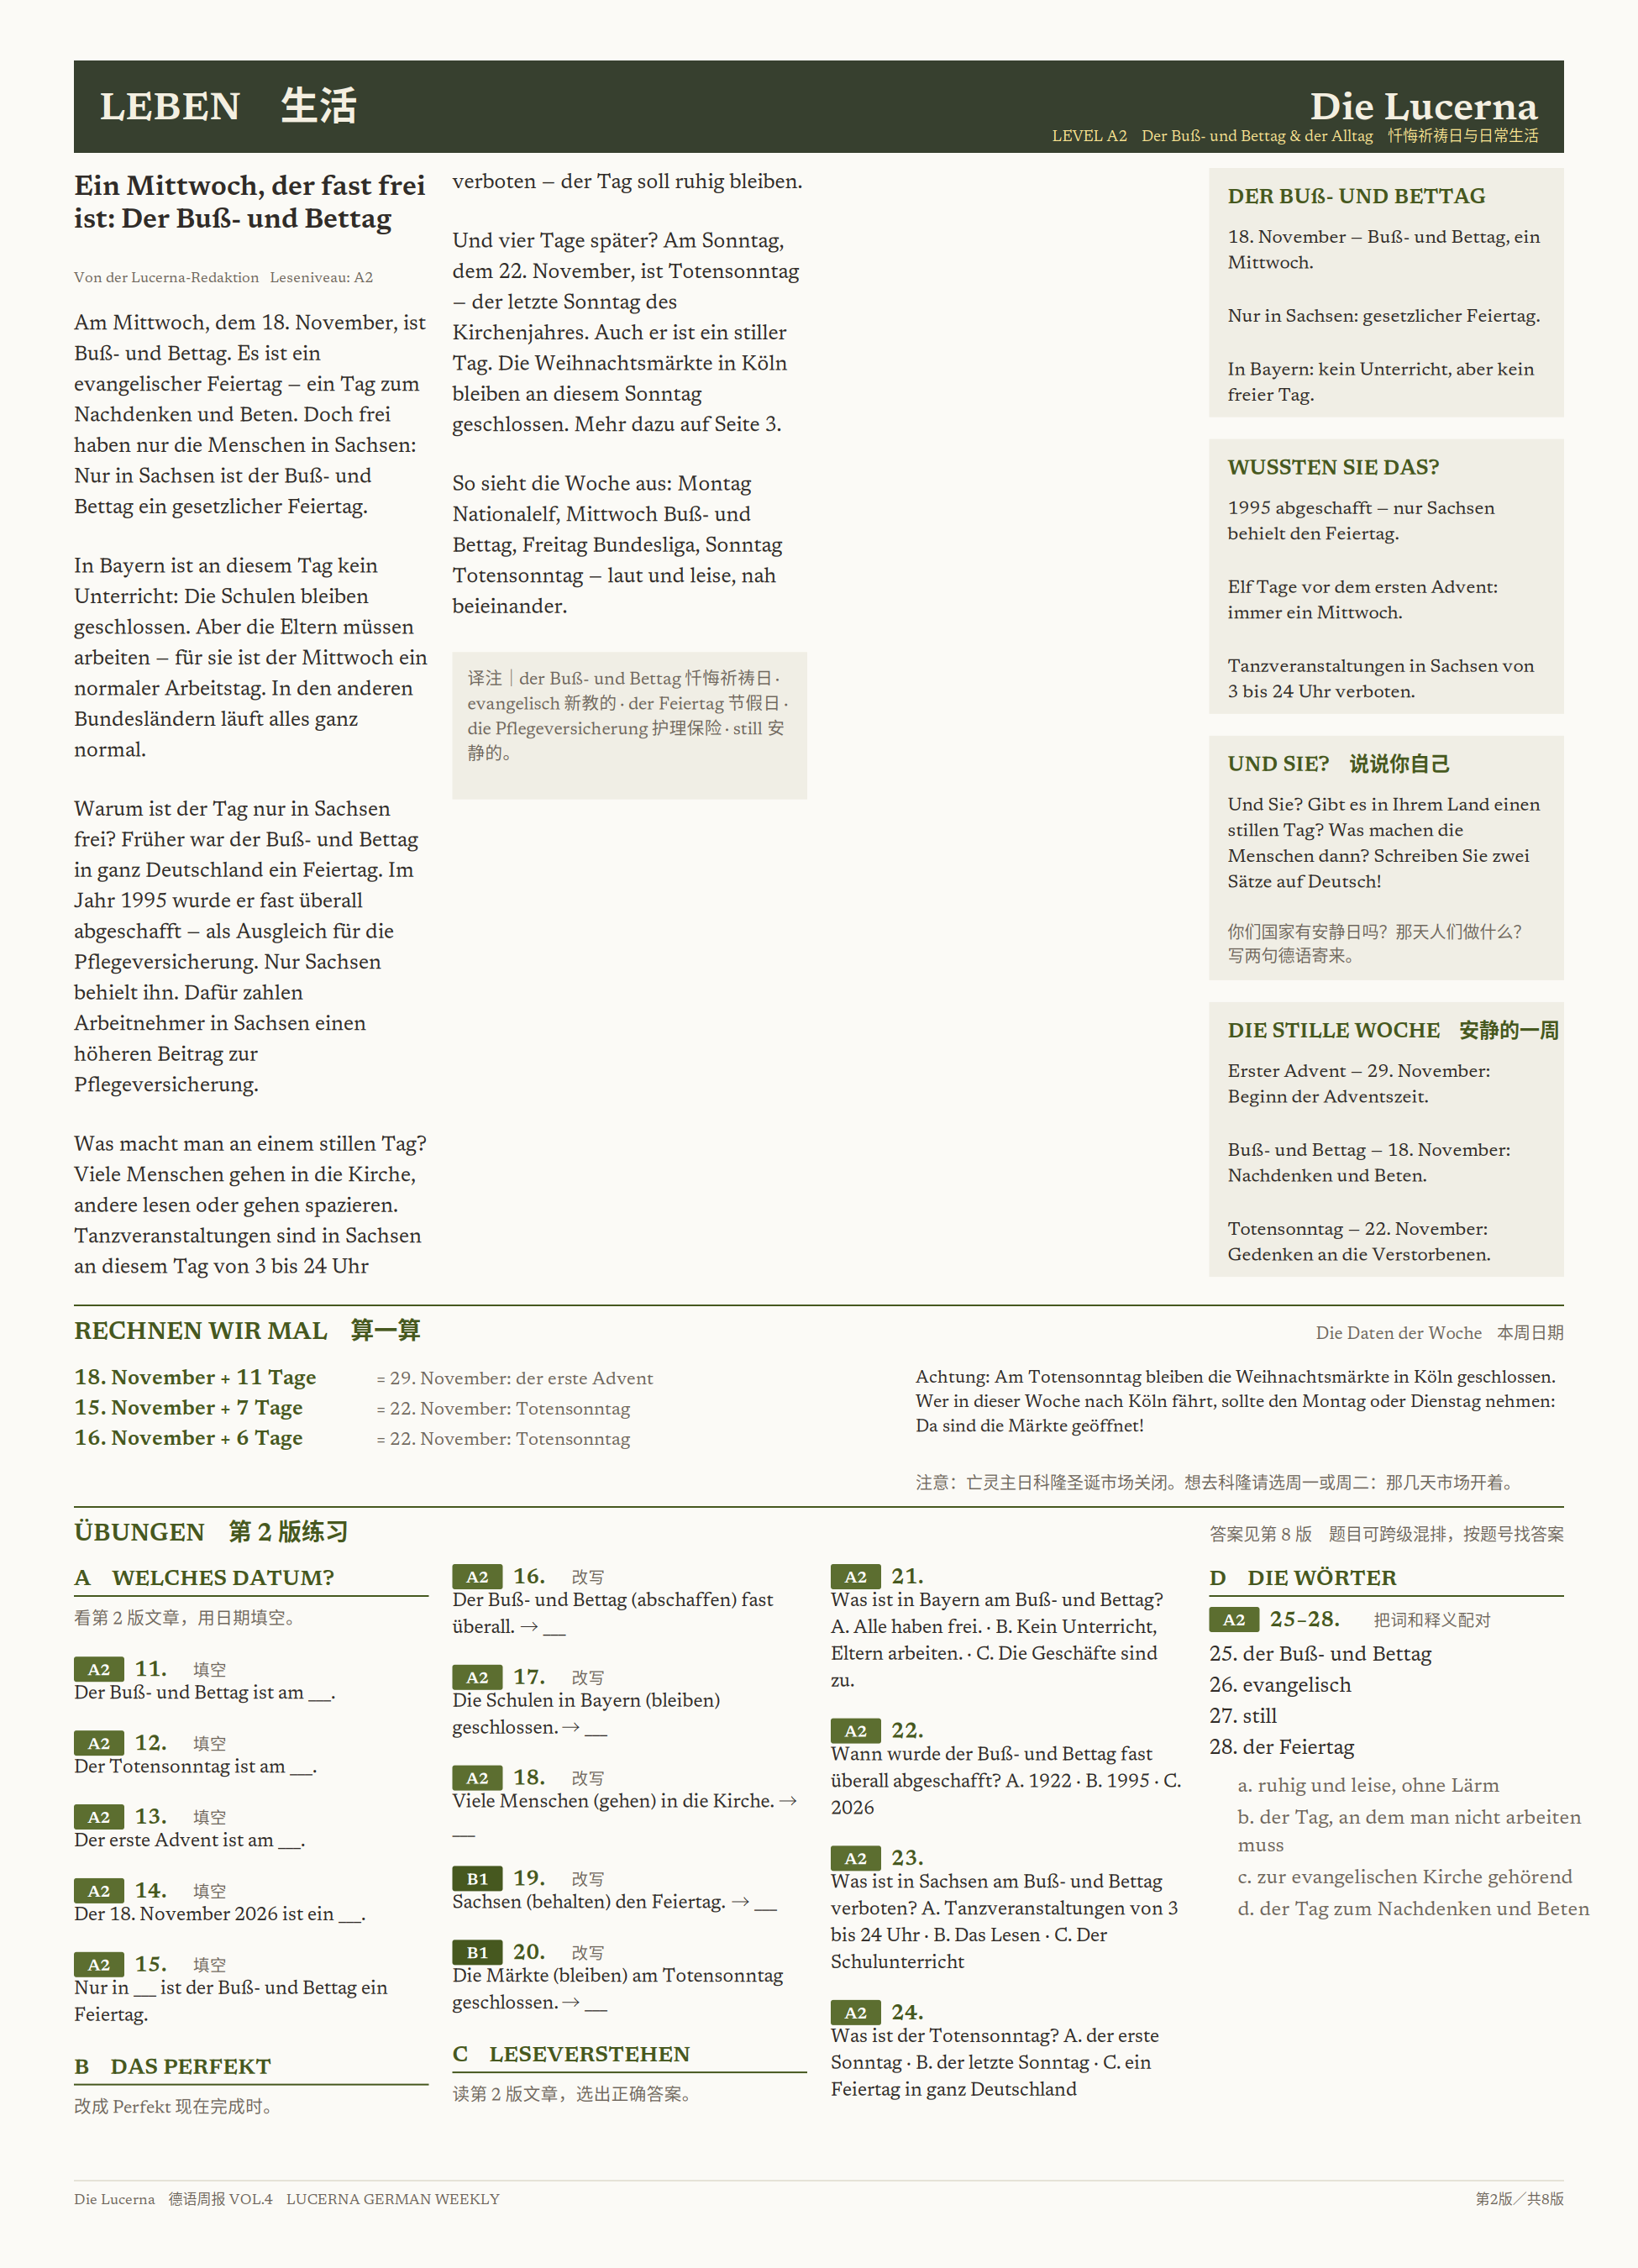 LEBEN 生活
Die Lucerna
LEVEL A2 Der Buß- und Bettag & der Alltag 忏悔祈祷日与日常生活
Ein Mittwoch, der fast frei
ist: Der Buß- und Bettag
Von der Lucerna-Redaktion Leseniveau: A2
Am Mittwoch, dem 18. November, ist
Buß- und Bettag. Es ist ein
evangelischer Feiertag – ein Tag zum
Nachdenken und Beten. Doch frei
haben nur die Menschen in Sachsen:
Nur in Sachsen ist der Buß- und
Bettag ein gesetzlicher Feiertag.
In Bayern ist an diesem Tag kein
Unterricht: Die Schulen bleiben
geschlossen. Aber die Eltern müssen
arbeiten – für sie ist der Mittwoch ein
normaler Arbeitstag. In den anderen
Bundesländern läuft alles ganz
normal.
Warum ist der Tag nur in Sachsen
frei? Früher war der Buß- und Bettag
in ganz Deutschland ein Feiertag. Im
Jahr 1995 wurde er fast überall
abgeschafft – als Ausgleich für die
Pflegeversicherung. Nur Sachsen
behielt ihn. Dafür zahlen
Arbeitnehmer in Sachsen einen
höheren Beitrag zur
Pflegeversicherung.
Was macht man an einem stillen Tag?
Viele Menschen gehen in die Kirche,
andere lesen oder gehen spazieren.
Tanzveranstaltungen sind in Sachsen
an diesem Tag von 3 bis 24 Uhr
verboten – der Tag soll ruhig bleiben.
Und vier Tage später? Am Sonntag,
dem 22. November, ist Totensonntag
– der letzte Sonntag des
Kirchenjahres. Auch er ist ein stiller
Tag. Die Weihnachtsmärkte in Köln
bleiben an diesem Sonntag
geschlossen. Mehr dazu auf Seite 3.
So sieht die Woche aus: Montag
Nationalelf, Mittwoch Buß- und
Bettag, Freitag Bundesliga, Sonntag
Totensonntag – laut und leise, nah
beieinander.
译注｜der Buß- und Bettag 忏悔祈祷日 ·
evangelisch 新教的 · der Feiertag 节假日 ·
die Pflegeversicherung 护理保险 · still 安
静的。
DER BUß- UND BETTAG
18. November – Buß- und Bettag, ein
Mittwoch.
Nur in Sachsen: gesetzlicher Feiertag.
In Bayern: kein Unterricht, aber kein
freier Tag.
WUSSTEN SIE DAS?
1995 abgeschafft – nur Sachsen
behielt den Feiertag.
Elf Tage vor dem ersten Advent:
immer ein Mittwoch.
Tanzveranstaltungen in Sachsen von
3 bis 24 Uhr verboten.
UND SIE? 说说你自己
Und Sie? Gibt es in Ihrem Land einen
stillen Tag? Was machen die
Menschen dann? Schreiben Sie zwei
Sätze auf Deutsch!
你们国家有安静日吗？那天人们做什么？
写两句德语寄来。
DIE STILLE WOCHE 安静的一周
Erster Advent – 29. November:
Beginn der Adventszeit.
Buß- und Bettag – 18. November:
Nachdenken und Beten.
Totensonntag – 22. November:
Gedenken an die Verstorbenen.
RECHNEN WIR MAL 算一算
Die Daten der Woche 本周日期
18. November + 11 Tage = 29. November: der erste Advent
15. November + 7 Tage = 22. November: Totensonntag
16. November + 6 Tage = 22. November: Totensonntag
Achtung: Am Totensonntag bleiben die Weihnachtsmärkte in Köln geschlossen.
Wer in dieser Woche nach Köln fährt, sollte den Montag oder Dienstag nehmen:
Da sind die Märkte geöffnet!
注意：亡灵主日科隆圣诞市场关闭。想去科隆请选周一或周二：那几天市场开着。
ÜBUNGEN 第 2 版练习
答案见第 8 版 题目可跨级混排，按题号找答案
A WELCHES DATUM?
看第 2 版文章，用日期填空。
A2 11. 填空
Der Buß- und Bettag ist am __.
A2 12. 填空
Der Totensonntag ist am __.
A2 13. 填空
Der erste Advent ist am __.
A2 14. 填空
Der 18. November 2026 ist ein __.
A2 15. 填空
Nur in __ ist der Buß- und Bettag ein
Feiertag.
B DAS PERFEKT
改成 Perfekt 现在完成时。
A2 16. 改写
Der Buß- und Bettag (abschaffen) fast
überall. → __
A2 17. 改写
Die Schulen in Bayern (bleiben)
geschlossen. → __
A2 18. 改写
Viele Menschen (gehen) in die Kirche. →
__
B1 19. 改写
Sachsen (behalten) den Feiertag. → __
B1 20. 改写
Die Märkte (bleiben) am Totensonntag
geschlossen. → __
C LESEVERSTEHEN
读第 2 版文章，选出正确答案。
A2 21.
Was ist in Bayern am Buß- und Bettag?
A. Alle haben frei. · B. Kein Unterricht,
Eltern arbeiten. · C. Die Geschäfte sind
zu.
A2 22.
Wann wurde der Buß- und Bettag fast
überall abgeschafft? A. 1922 · B. 1995 · C.
2026
A2 23.
Was ist in Sachsen am Buß- und Bettag
verboten? A. Tanzveranstaltungen von 3
bis 24 Uhr · B. Das Lesen · C. Der
Schulunterricht
A2 24.
Was ist der Totensonntag? A. der erste
Sonntag · B. der letzte Sonntag · C. ein
Feiertag in ganz Deutschland
D DIE WÖRTER
A2 25–28. 把词和释义配对
25. der Buß- und Bettag
26. evangelisch
27. still
28. der Feiertag
a. ruhig und leise, ohne Lärm
b. der Tag, an dem man nicht arbeiten
muss
c. zur evangelischen Kirche gehörend
d. der Tag zum Nachdenken und Beten
Die Lucerna 德语周报 VOL.4 LUCERNA GERMAN WEEKLY
第2版／共8版